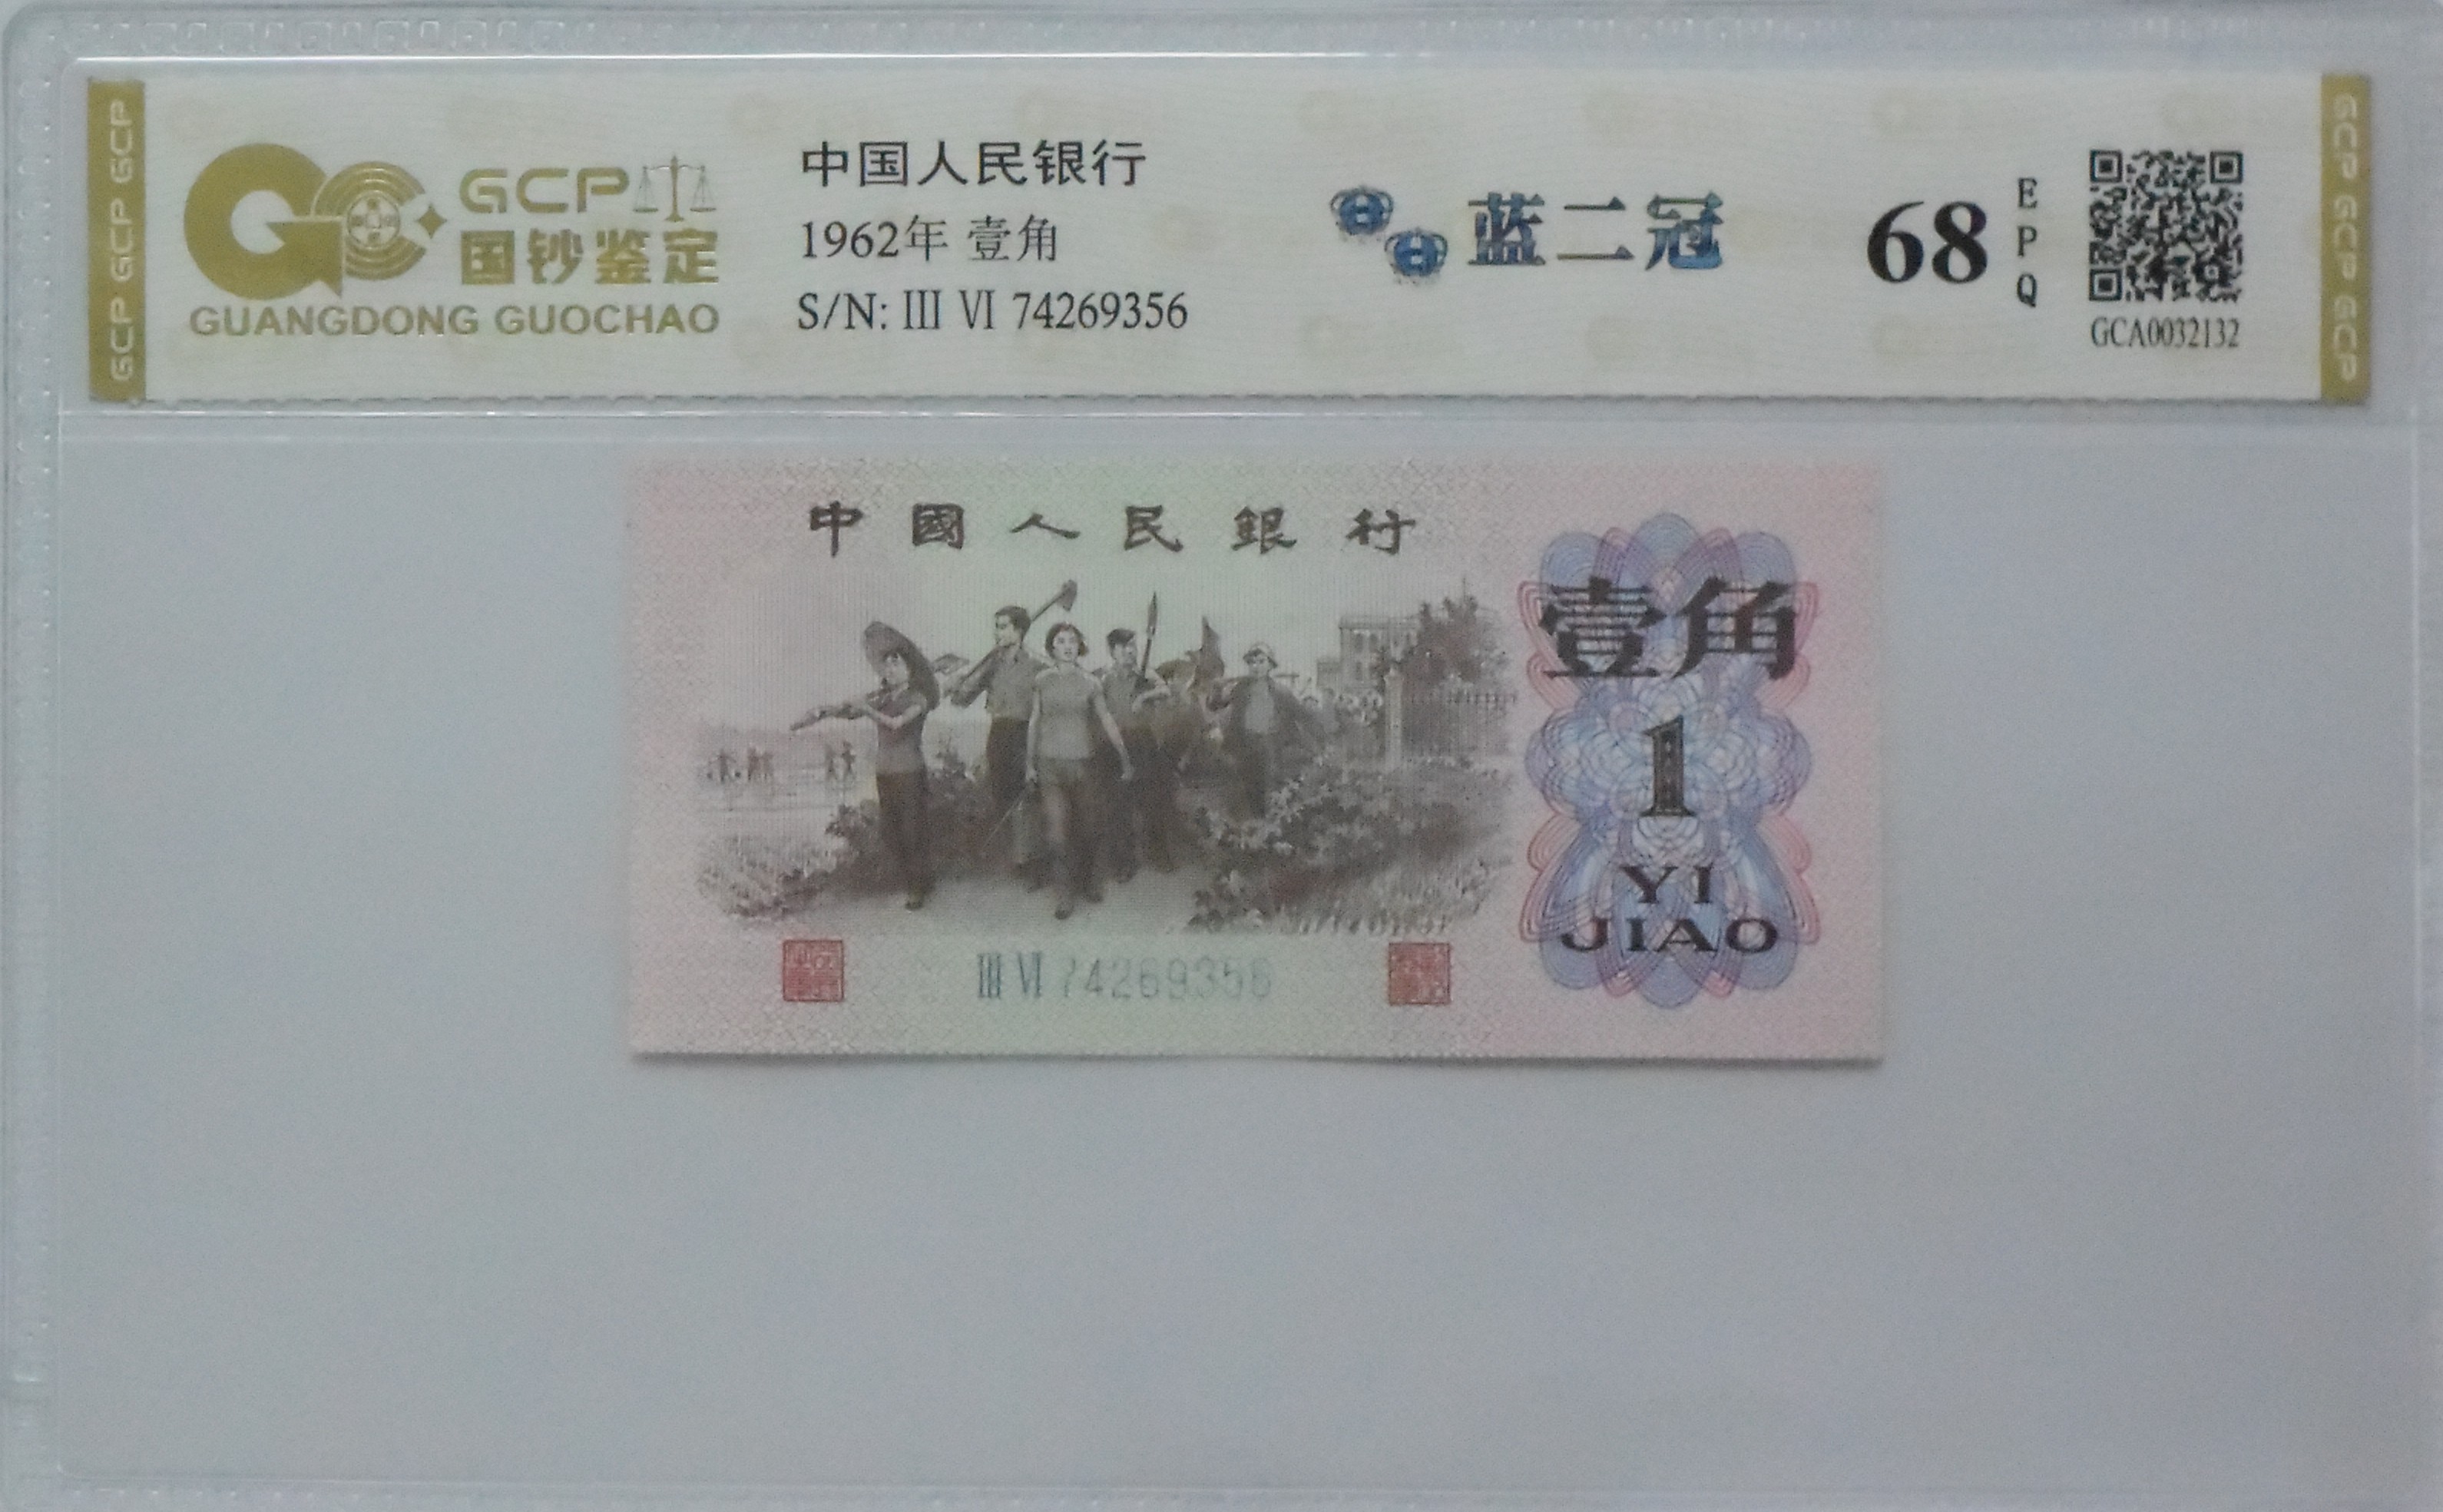 GCP GCP GCP
GCP
国钞鉴定
GUANGDONG GUOCHAO
中国人民银行
1962年 壹角
S/N: III VI 74269356
蓝二冠
68
EPQ
GCA0032132
GCP GCP GCP
中國人民銀行
壹角
1
YI
JIAO
III VI 74269356